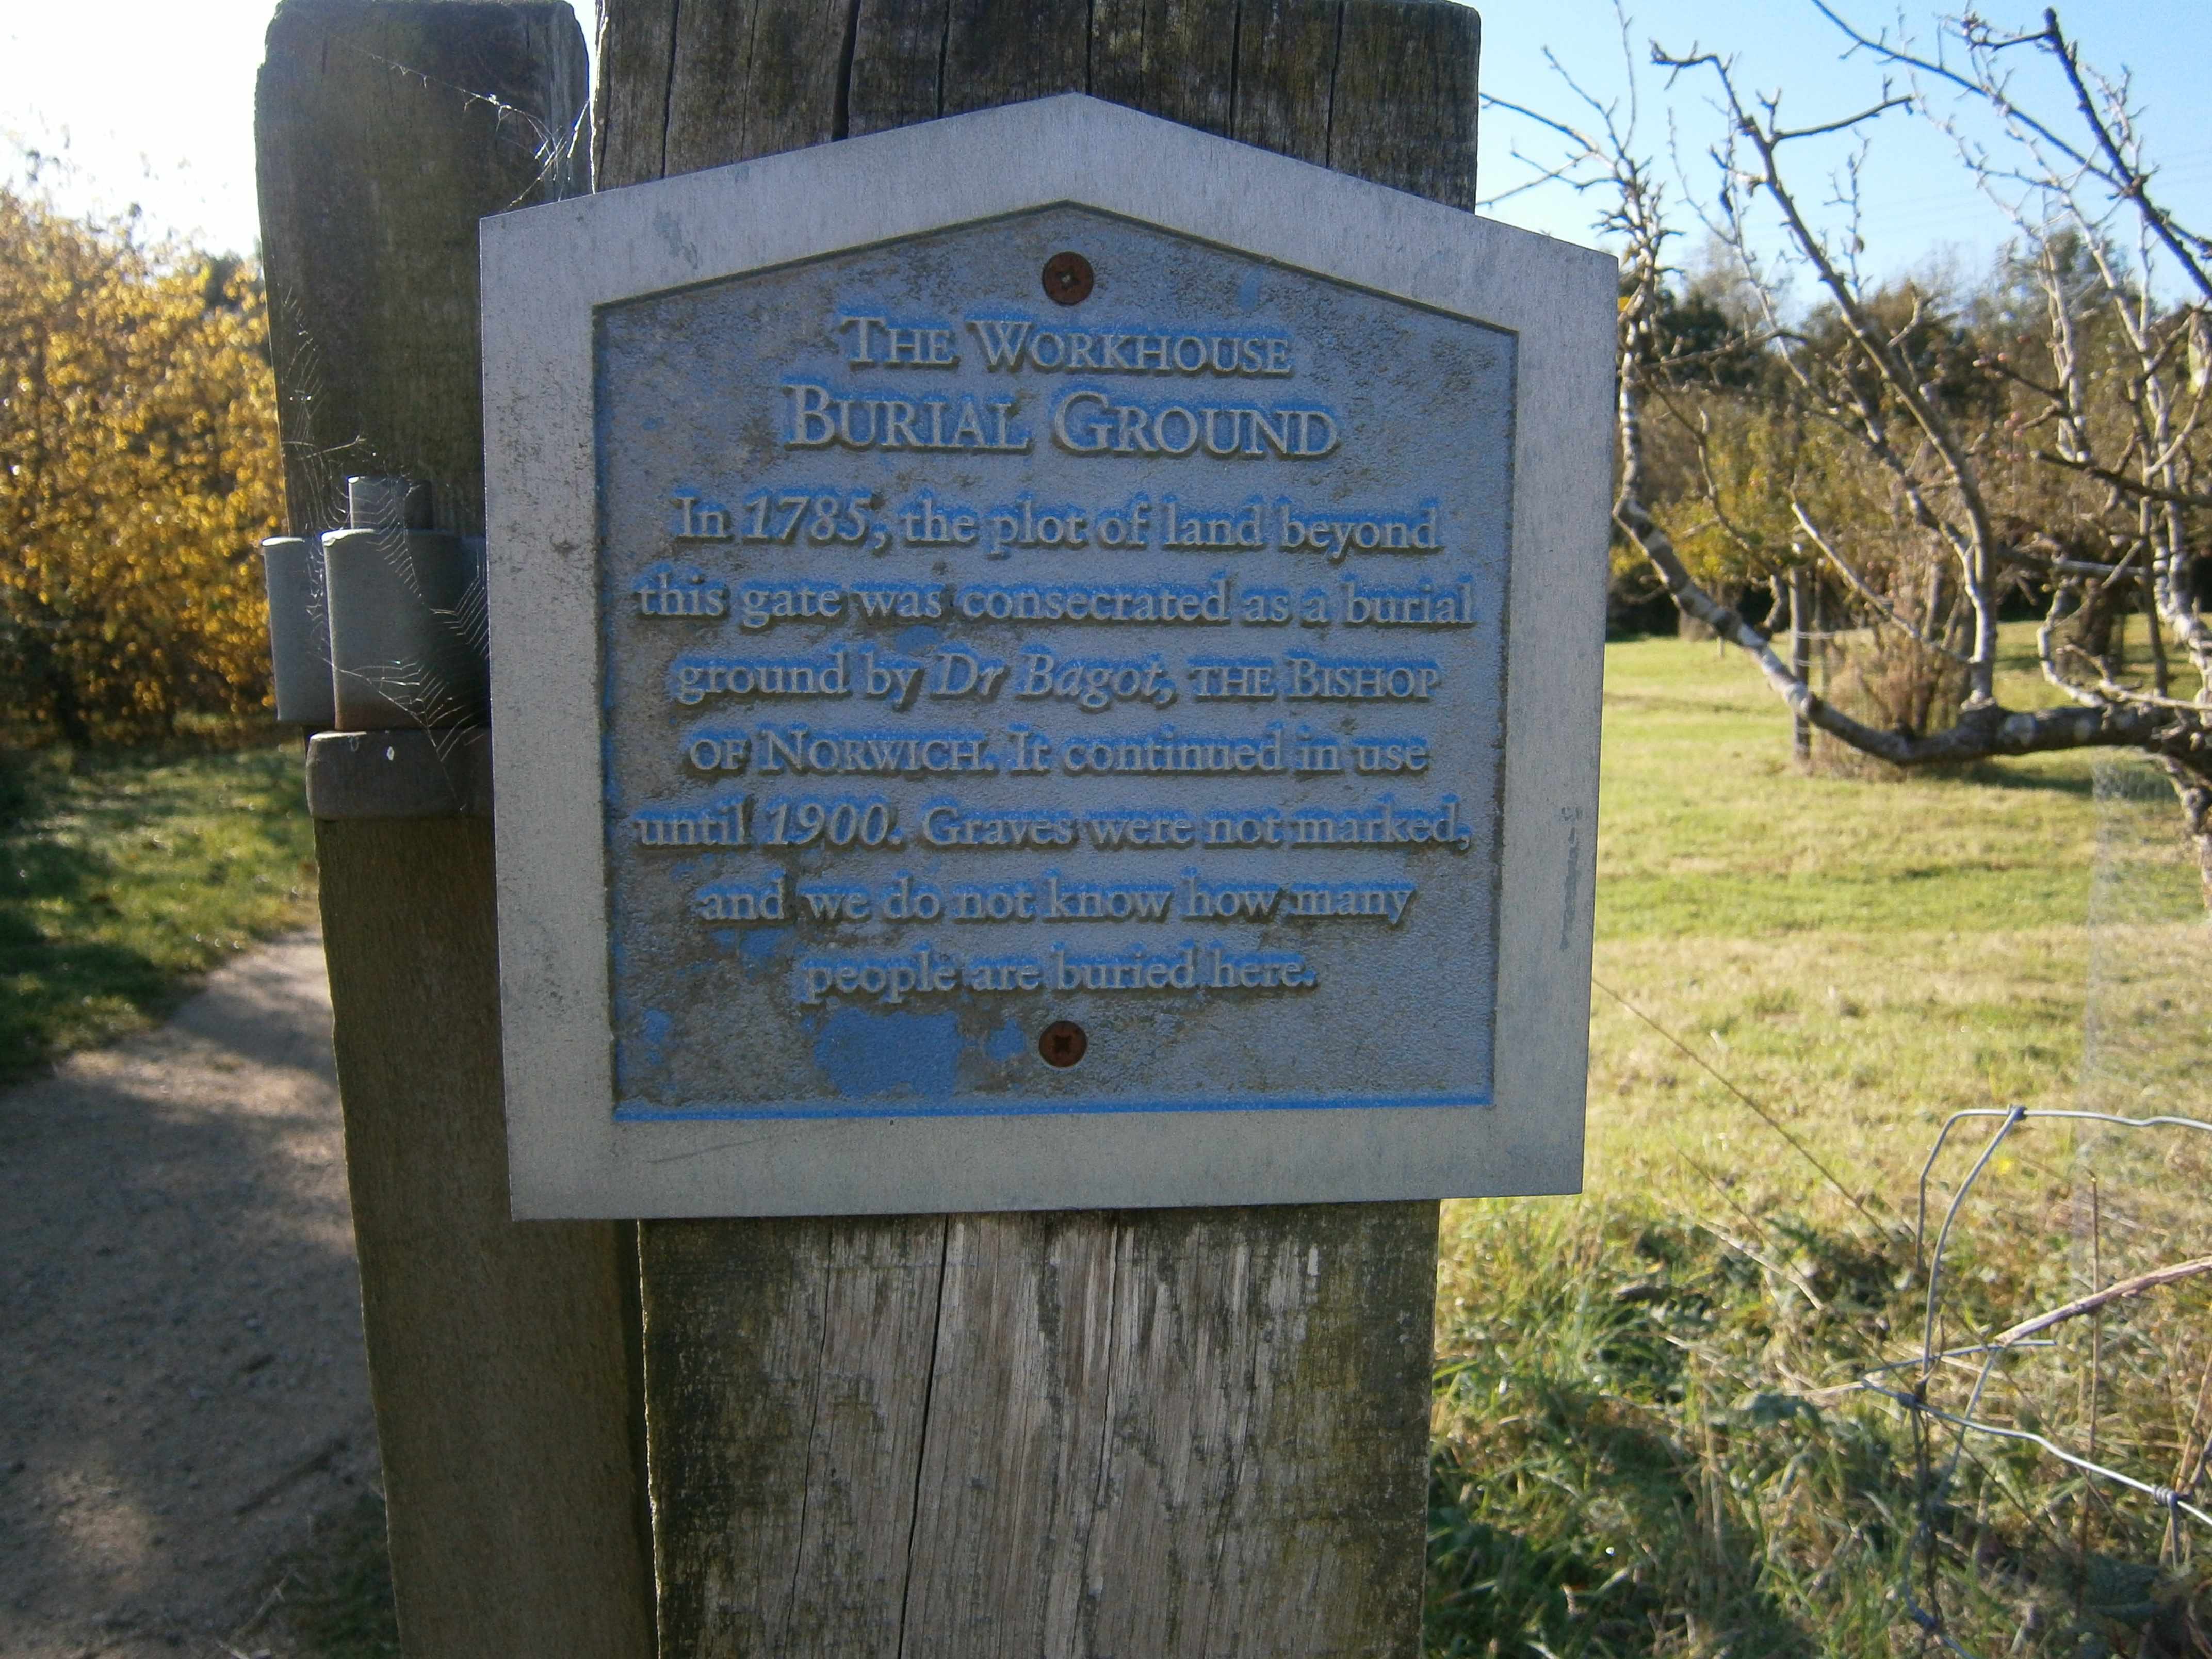 THE WORKHOUSE
BURIAL GROUND
In 1785, the plot of land beyond
this gate was consecrated as a burial
ground by Dr Bagot, THE BISHOP
OF NORWICH. It continued in use
until 1900. Graves were not marked,
and we do not know how many
people are buried here.